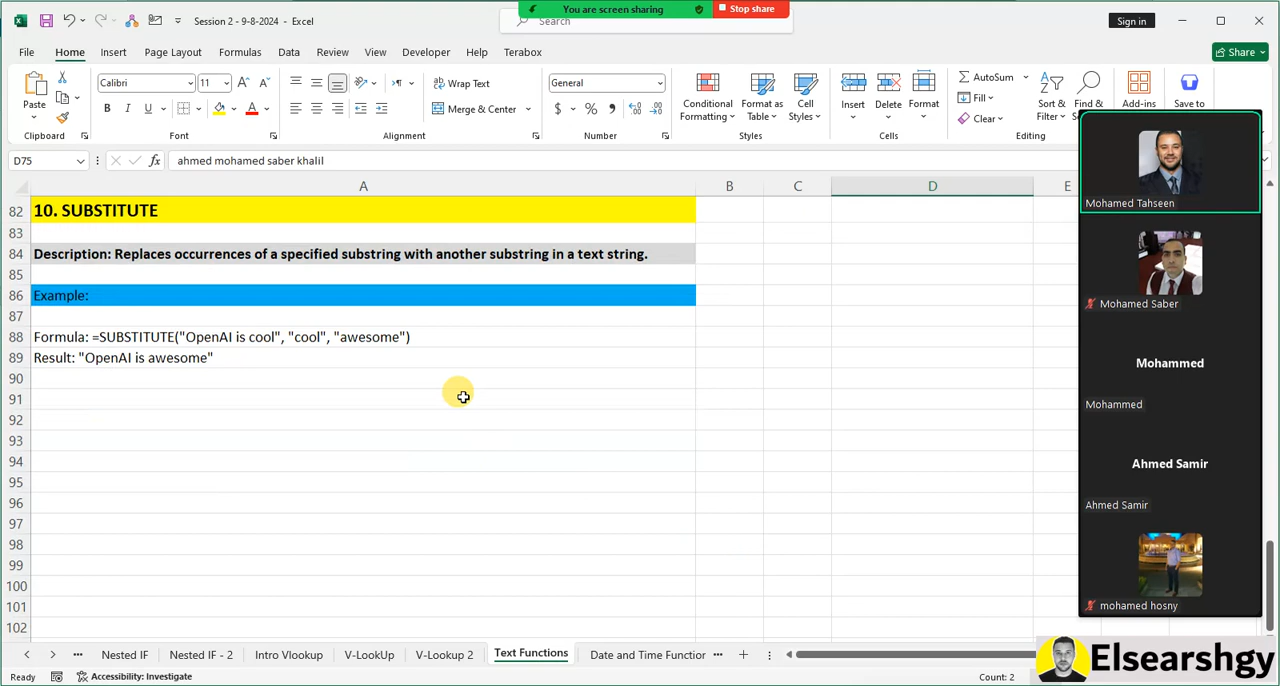 You are screen sharing
Stop share
Session 2 - 9-8-2024 - Excel
Search
Sign in
File Home Insert Page Layout Formulas Data Review View Developer Help Terabox
Share
Paste
Calibri 11
B I U
Wrap Text
Merge & Center
General
$ %
Conditional Formatting
Format as Table
Cell Styles
Insert
Delete
Format
AutoSum
Fill
Clear
Sort & Filter
Find &
Add-ins
Save to
Clipboard Font Alignment Number Styles Cells Editing
D75
fx
ahmed mohamed saber khalil
A B C D E
82 10. SUBSTITUTE
83
84 Description: Replaces occurrences of a specified substring with another substring in a text string.
85
86 Example:
87
88 Formula: =SUBSTITUTE("OpenAI is cool", "cool", "awesome")
89 Result: "OpenAI is awesome"
90
91
92
93
94
95
96
97
98
99
100
101
102
Mohamed Tahseen
Mohamed Saber
Mohammed
Mohammed
Ahmed Samir
Ahmed Samir
mohamed hosny
Nested IF Nested IF - 2 Intro Vlookup V-LookUp V-Lookup 2 Text Functions Date and Time Functior
Ready
Accessibility: Investigate
Count: 2
Elsearshgy